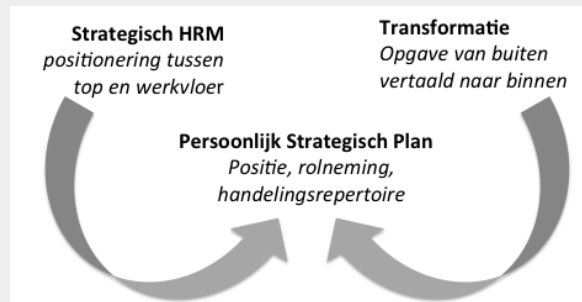 Strategisch HRM
positionering tussen
top en werkvloer
Transformatie
Opgave van buiten
vertaald naar binnen
Persoonlijk Strategisch Plan
Positie, rolneming,
handelingsrepertoire